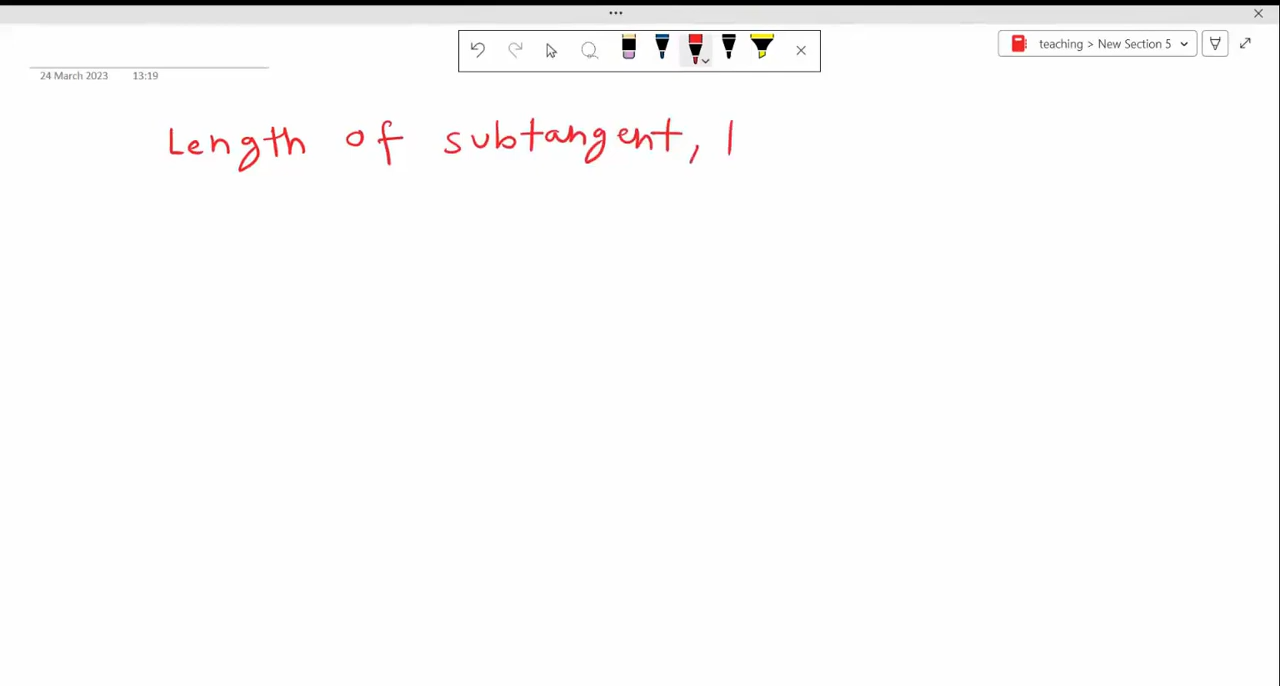 teaching > New Section 5
24 March 2023 13:19
Length of subtangent,